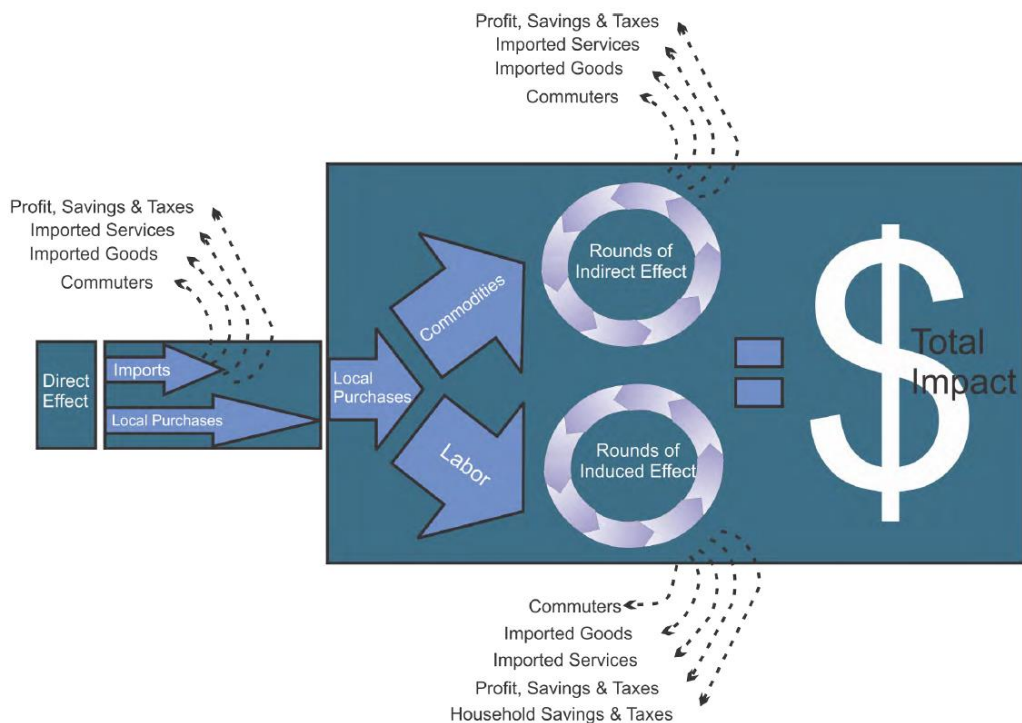 Profit, Savings & Taxes
Imported Services
Imported Goods
Commuters
Profit, Savings & Taxes
Imported Services
Imported Goods
Commuters
Direct
Effect
Imports
Local Purchases
Local
Purchases
Commodities
Labor
Rounds of
Indirect Effect
Rounds of
Induced Effect
$
Total
Impact
Commuters
Imported Goods
Imported Services
Profit, Savings & Taxes
Household Savings & Taxes